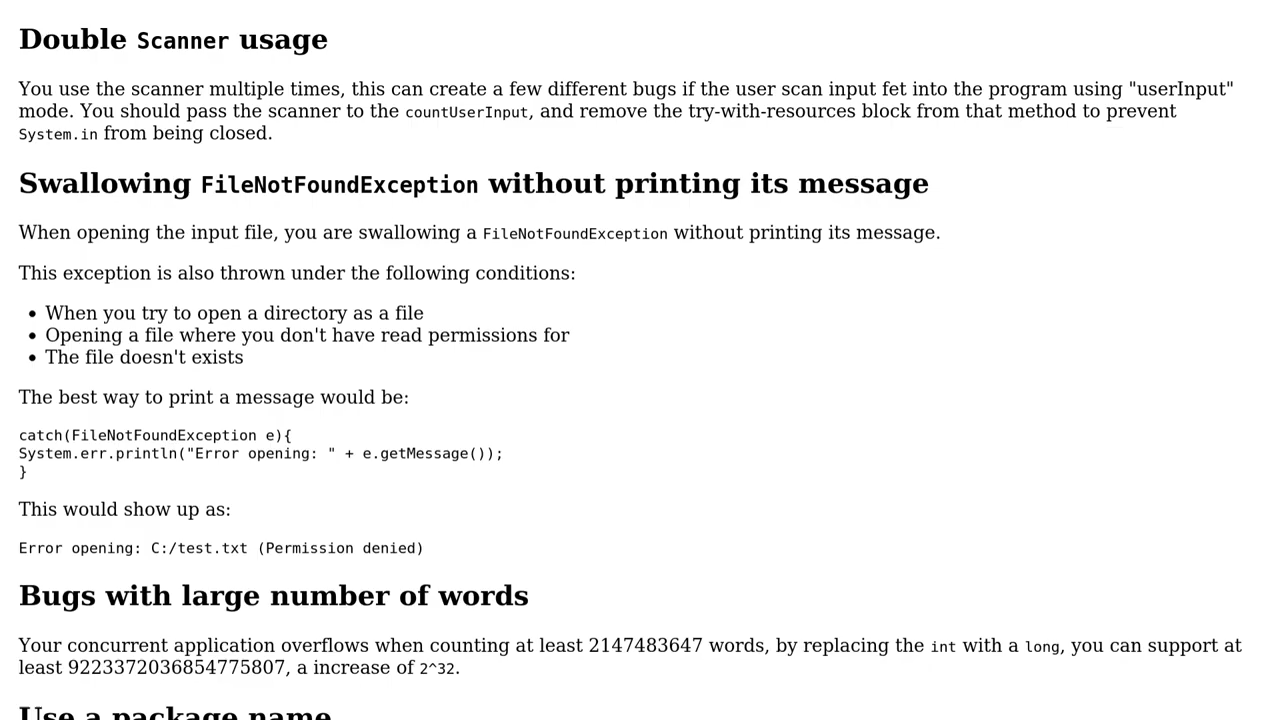 Double Scanner usage
You use the scanner multiple times, this can create a few different bugs if the user scan input fet into the program using "userInput"
mode. You should pass the scanner to the countUserInput, and remove the try-with-resources block from that method to prevent
System.in from being closed.
Swallowing FileNotFoundException without printing its message
When opening the input file, you are swallowing a FileNotFoundException without printing its message.
This exception is also thrown under the following conditions:
• When you try to open a directory as a file
• Opening a file where you don't have read permissions for
• The file doesn't exists
The best way to print a message would be:
catch(FileNotFoundException e){
System.err.println("Error opening: " + e.getMessage());
}
This would show up as:
Error opening: C:/test.txt (Permission denied)
Bugs with large number of words
Your concurrent application overflows when counting at least 2147483647 words, by replacing the int with a long, you can support at
least 9223372036854775807, a increase of 2^32.
Use a package name